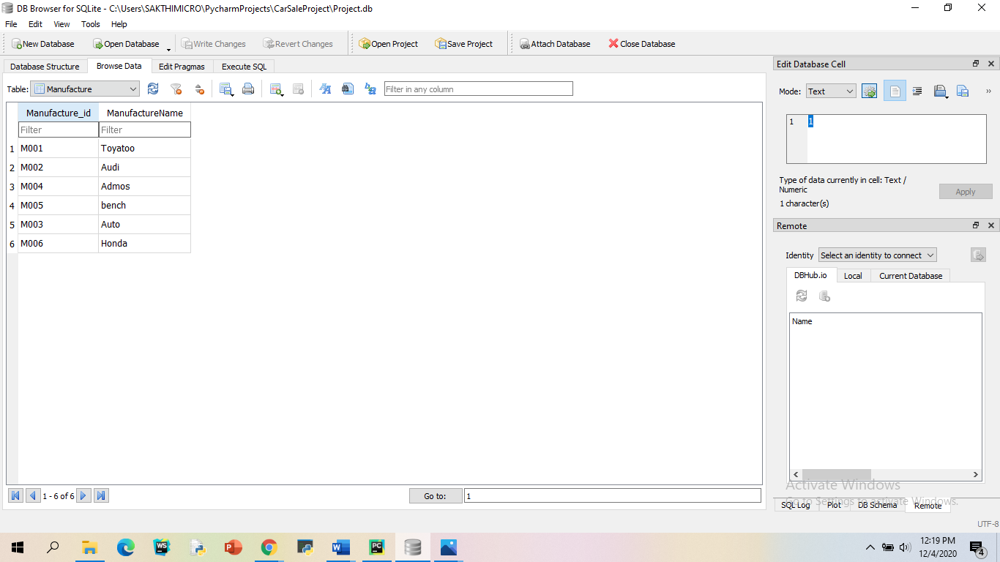 DB Browser for SQLite - C:\Users\SAKTHIMICRO\PycharmProjects\CarSaleProject\Project.db
File Edit View Tools Help
New Database Open Database Write Changes Revert Changes Open Project Save Project Attach Database Close Database
Database Structure Browse Data Edit Pragmas Execute SQL
Table: Manufacture Filter in any column
Manufacture_id ManufactureName
Filter Filter
1 M001 Toyatoo
2 M002 Audi
3 M004 Admos
4 M005 bench
5 M003 Auto
6 M006 Honda
1 - 6 of 6 Go to: 1
Edit Database Cell
Mode: Text
1 1
Type of data currently in cell: Text / Numeric
Apply
1 character(s)
Remote
Identity Select an identity to connect
DBHub.io Local Current Database
Name
Activate Windows
Go to Settings to activate Windows.
SQL Log Plot DB Schema Remote
UTF-8
12:19 PM
12/4/2020
4